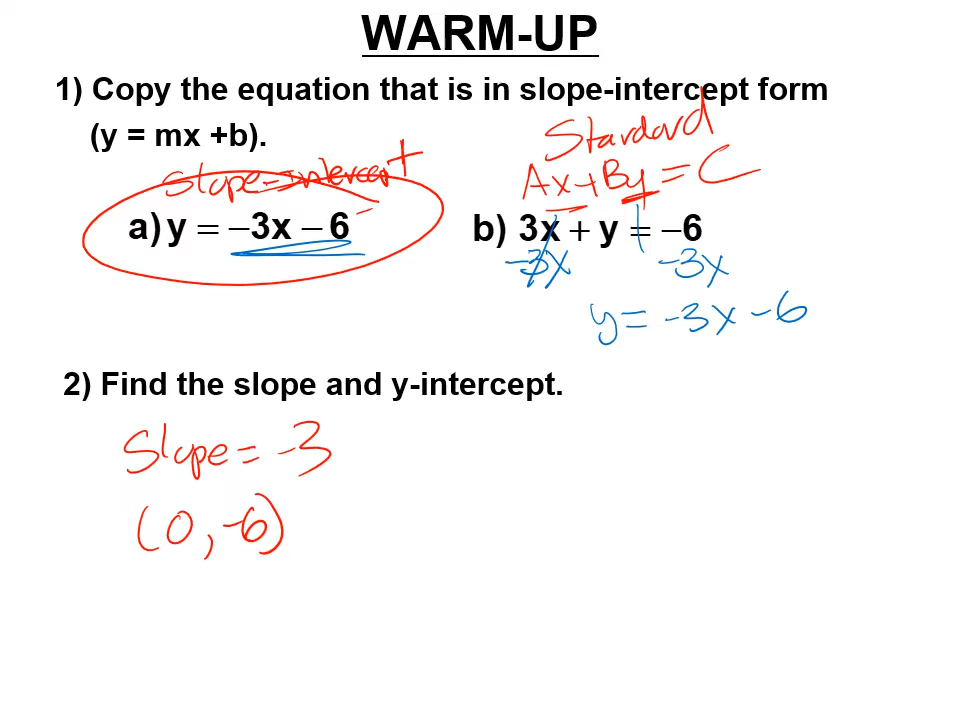 WARM-UP
1) Copy the equation that is in slope-intercept form
(y = mx +b).
Standard
Slope-intercept
Ax+By=C
a) y = −3x − 6
b) 3x + y = −6
-3x -3x
y= -3x -6
2) Find the slope and y-intercept.
Slope= -3
(0, -6)